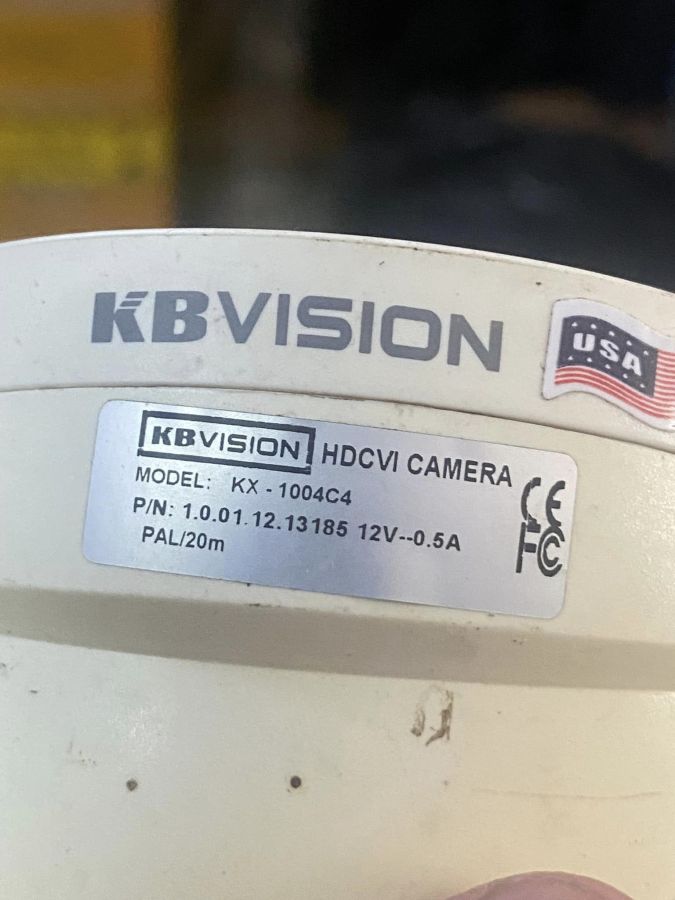 KBVISION
USA
KBVISION HDCVI CAMERA
MODEL: KX - 1004C4
P/N: 1.0.01.12.13185 12V--0.5A
PAL/20m
CE
FC